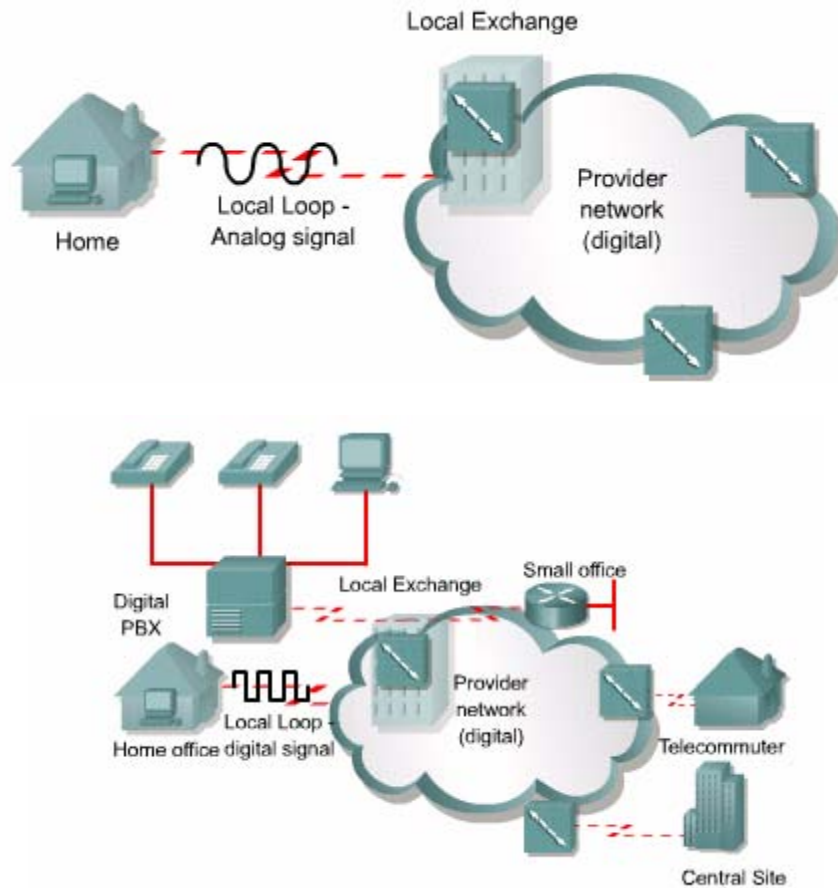 Local Exchange
Home
Local Loop -
Analog signal
Provider
network
(digital)
Digital
PBX
Local Exchange
Small office
Home office
Local Loop -
digital signal
Provider
network
(digital)
Telecommuter
Central Site